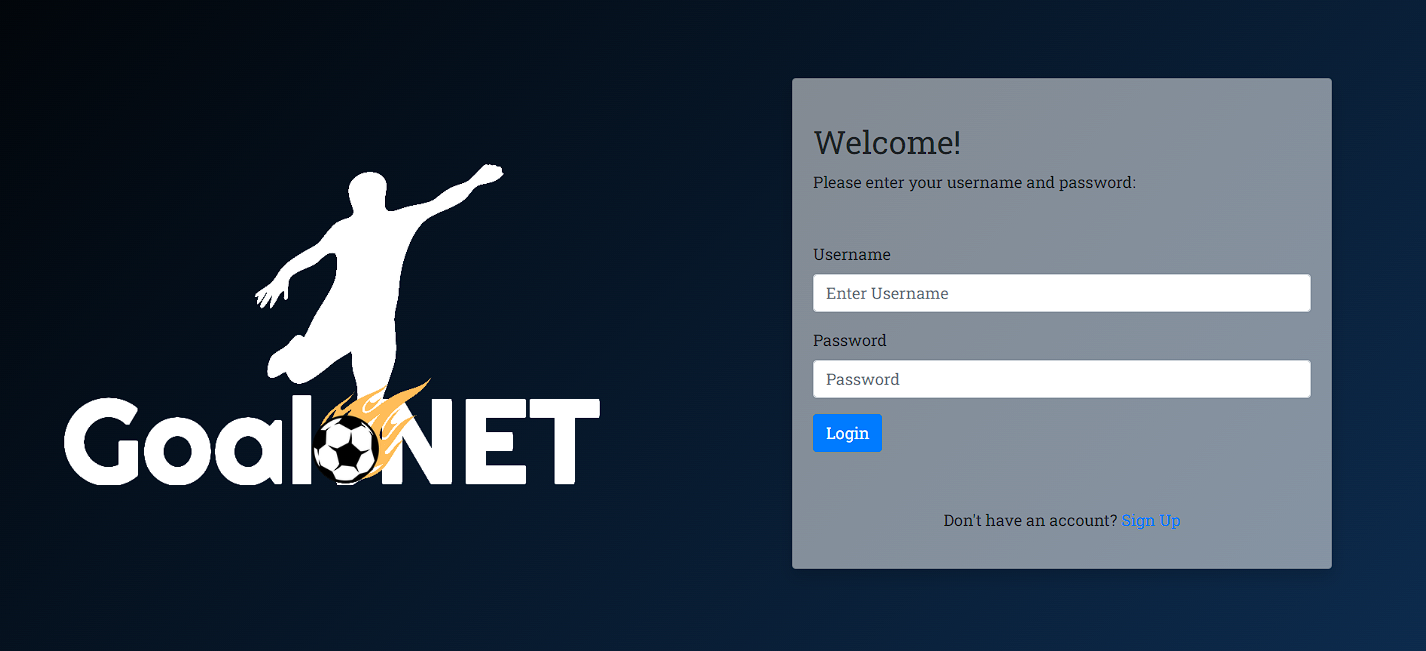 GoalNET
Welcome!
Please enter your username and password:
Username
Enter Username
Password
Password
Login
Don't have an account? Sign Up